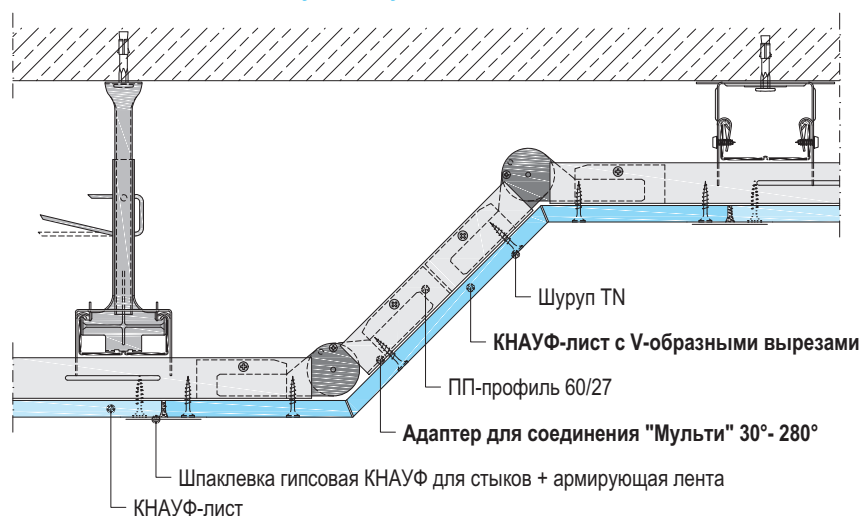 Шуруп TN
КНАУФ-лист с V-образными вырезами
ПП-профиль 60/27
Адаптер для соединения "Мульти" 30°- 280°
Шпаклевка гипсовая КНАУФ для стыков + армирующая лента
КНАУФ-лист